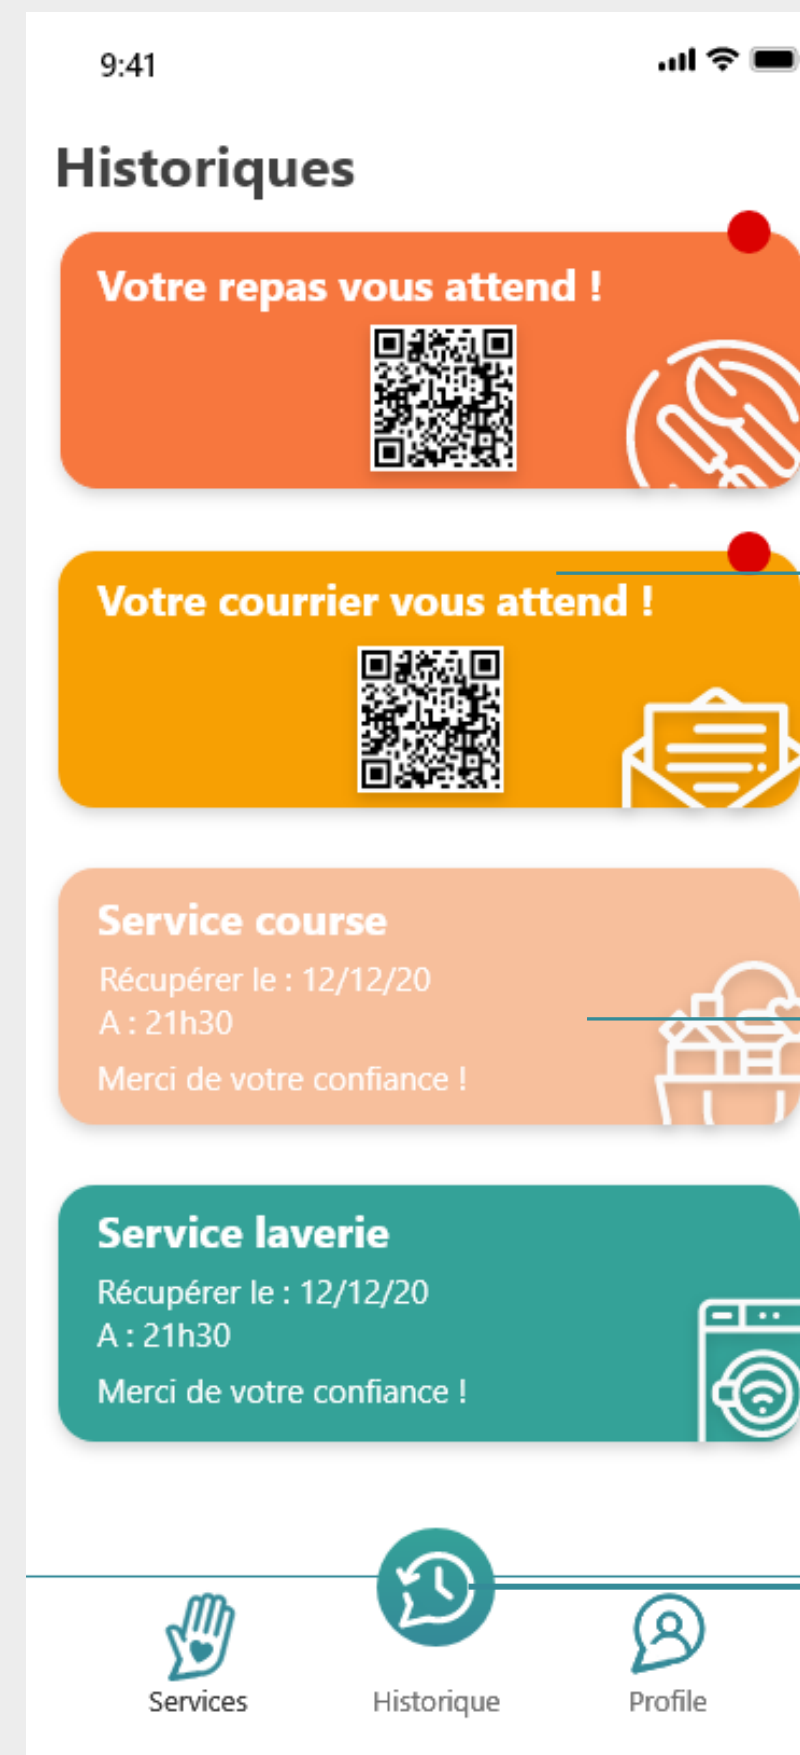 9:41
Historiques
Votre repas vous attend !
Votre courrier vous attend !
Service course
Récupérer le : 12/12/20
A : 21h30
Merci de votre confiance !
Service laverie
Récupérer le : 12/12/20
A : 21h30
Merci de votre confiance !
Services
Historique
Profile